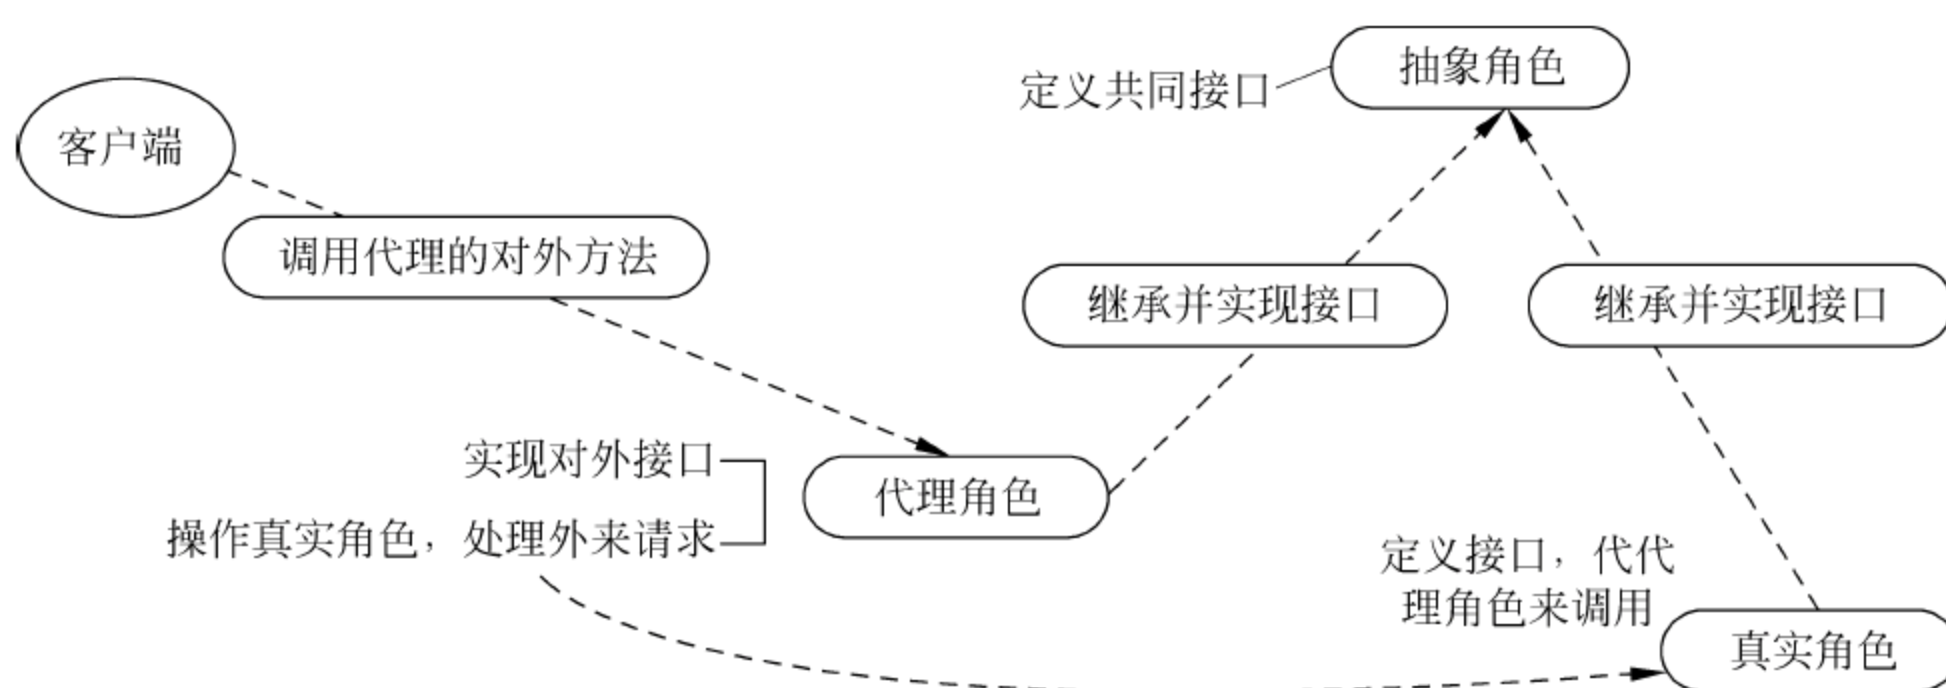 抽象角色
定义共同接口
客户端
调用代理的对外方法
继承并实现接口
继承并实现接口
实现对外接口
代理角色
操作真实角色，处理外来请求
定义接口，代代
理角色来调用
真实角色